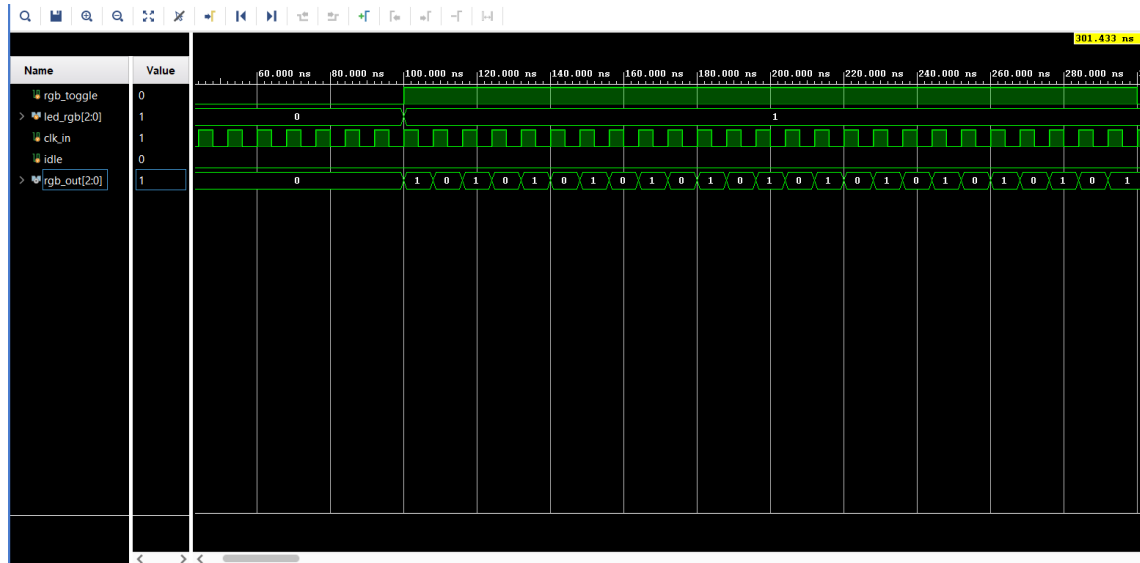 301.433 ns
Name Value
60.000 ns 80.000 ns 100.000 ns 120.000 ns 140.000 ns 160.000 ns 180.000 ns 200.000 ns 220.000 ns 240.000 ns 260.000 ns 280.000 ns
rgb_toggle 0
led_rgb[2:0] 1 0 1
clk_in 1
idle 0
rgb_out[2:0] 1 0 1 0 1 0 1 0 1 0 1 0 1 0 1 0 1 0 1 0 1 0 1 0 1 0 1